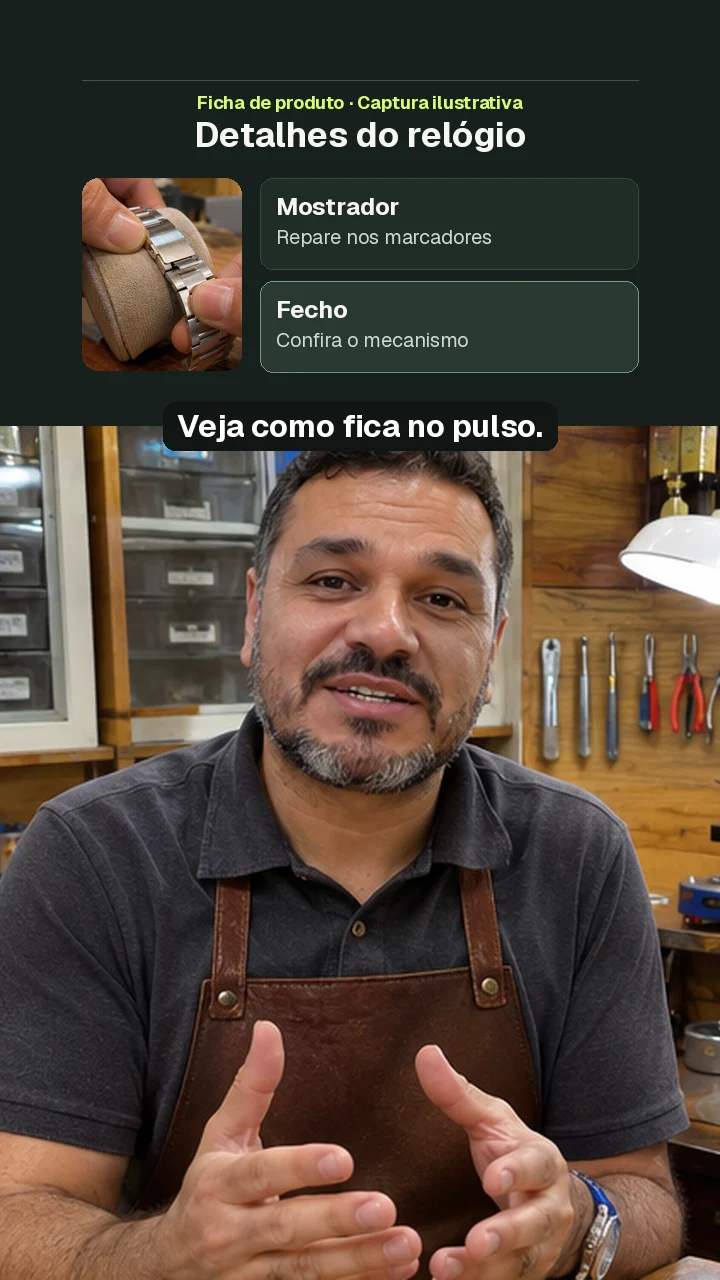 Ficha de produto · Captura ilustrativa
Detalhes do relógio
Mostrador
Repare nos marcadores
Fecho
Confira o mecanismo
Veja como fica no pulso.